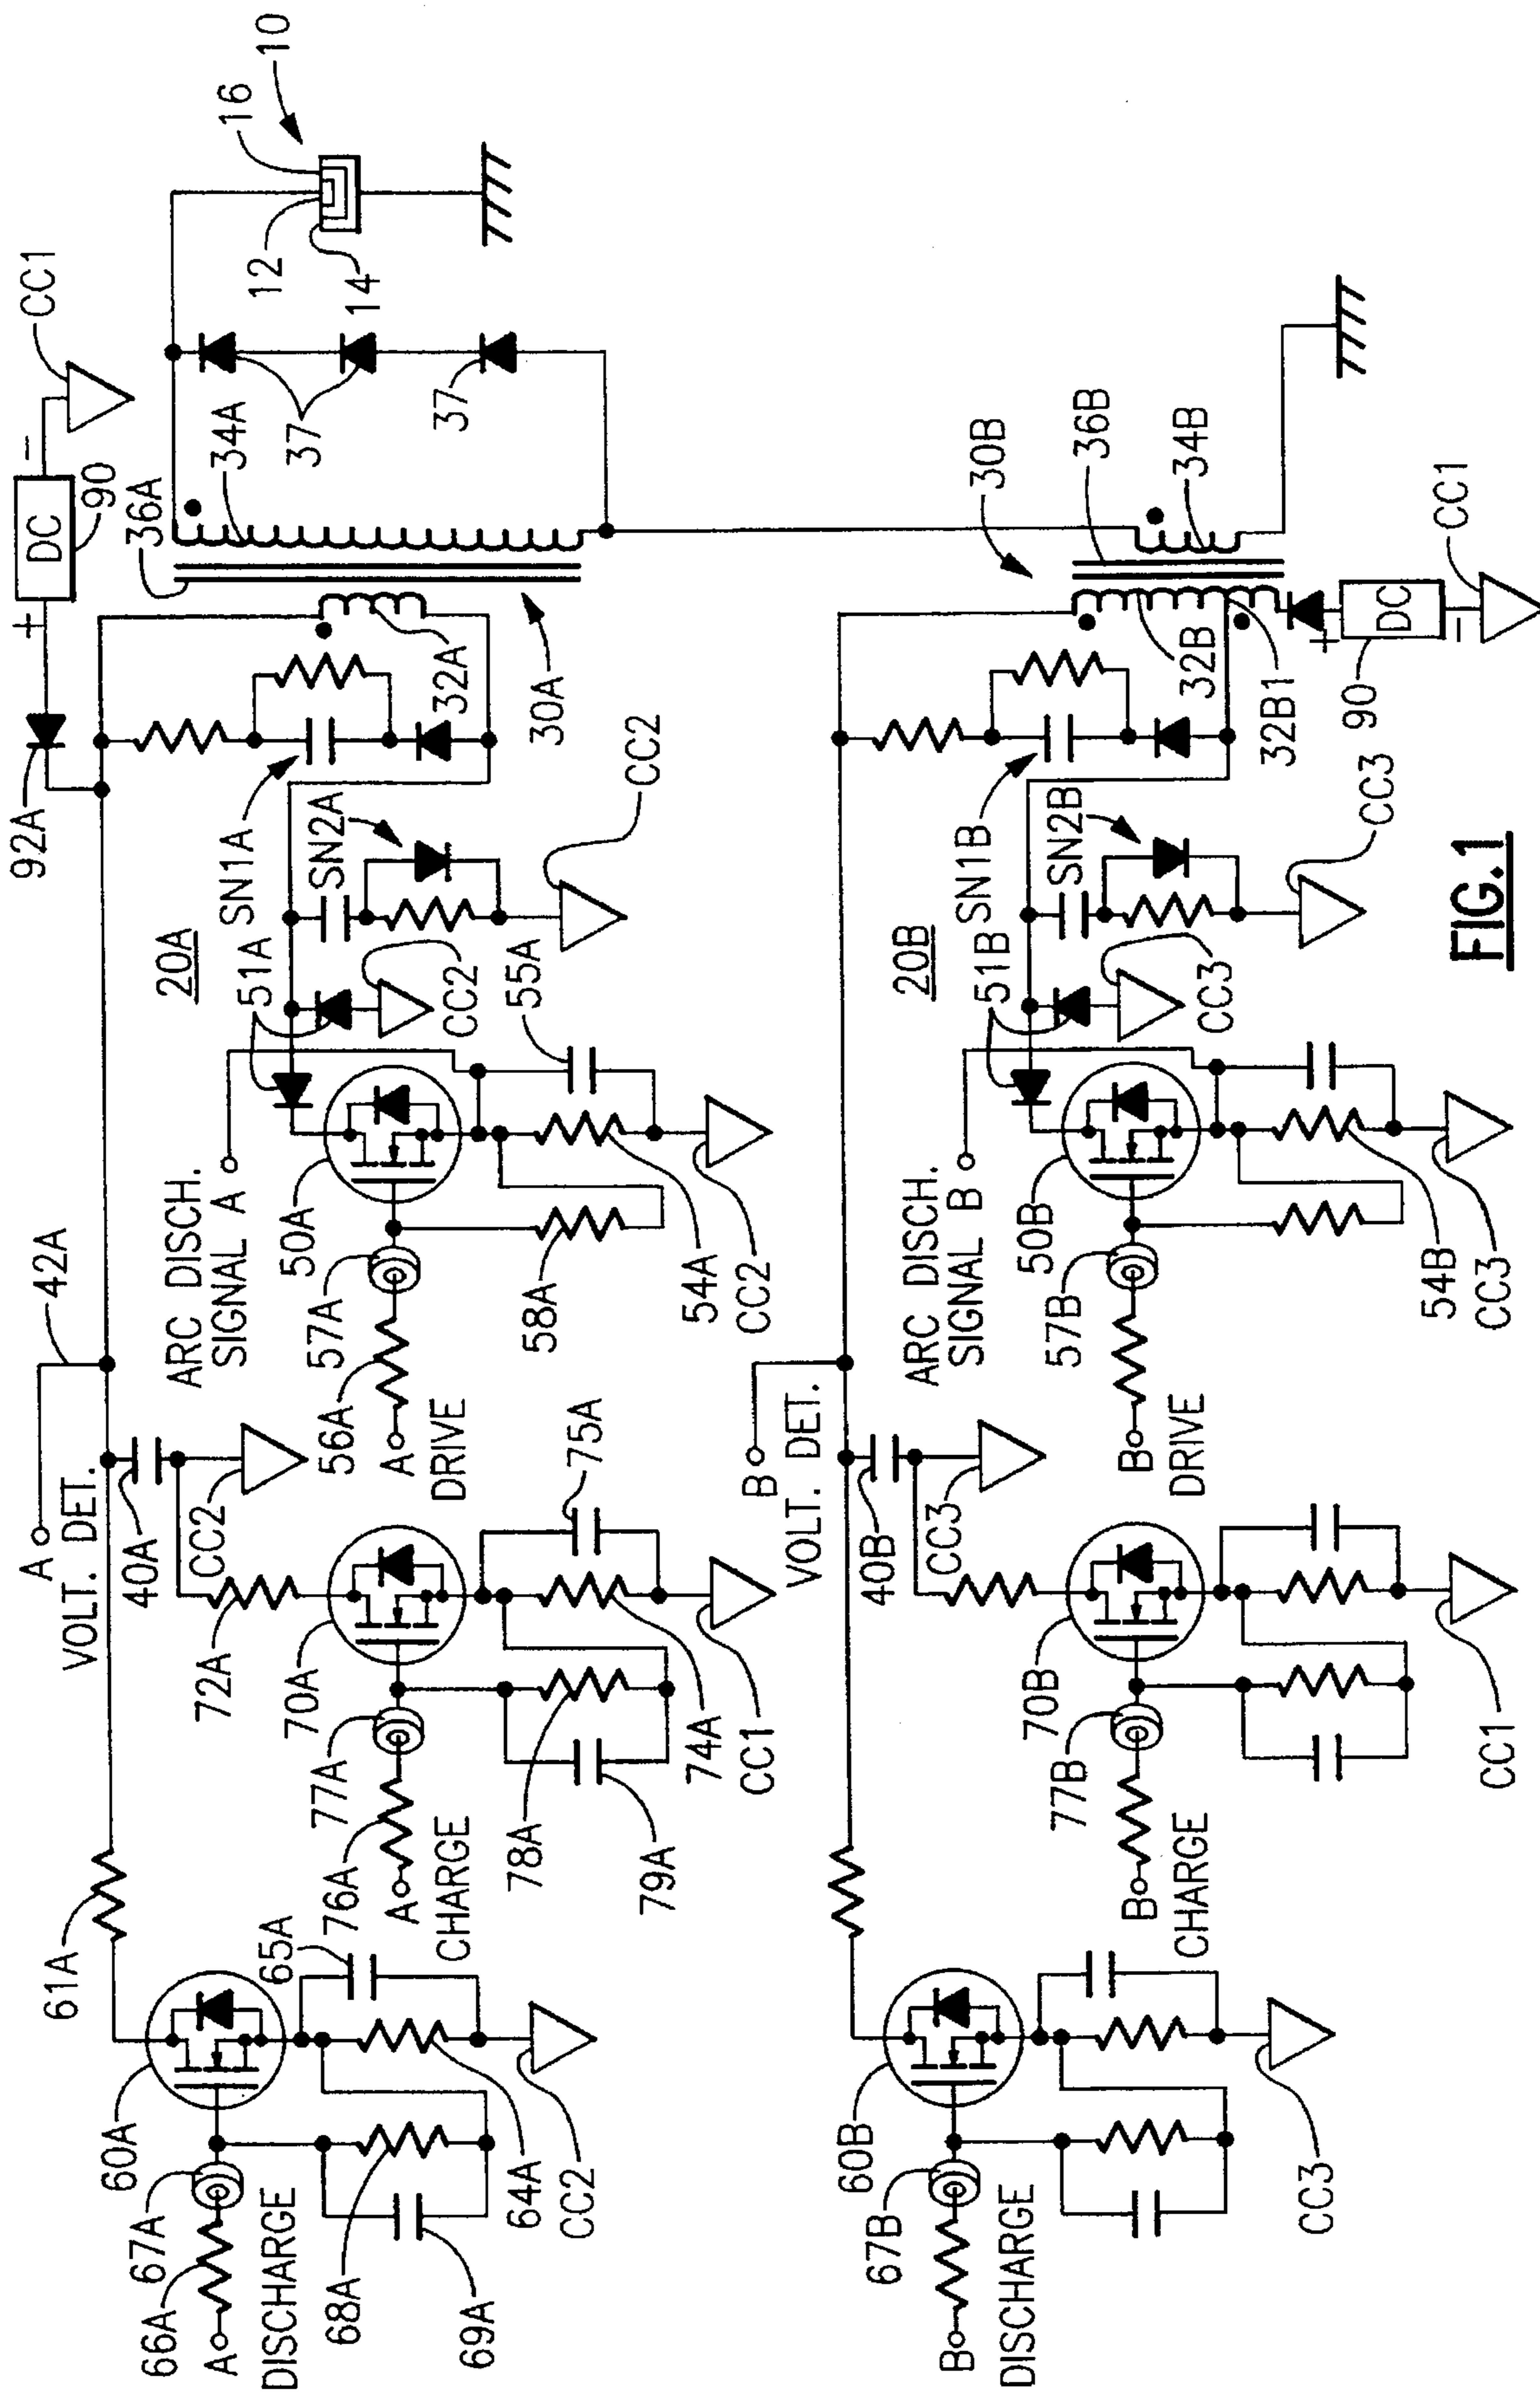 92A
+
DC
90
–
CC1
36A
34A
37
37
12
14
16
10
42A
A
VOLT. DET.
40A
CC2
61A
60A
67A
66A
A
DISCHARGE
65A
68A
69A
64A
CC2
72A
70A
77A
76A
A
CHARGE
75A
78A
79A
74A
CC1
ARC DISCH.
SIGNAL A
50A
57A
56A
A
DRIVE
51A
55A
58A
54A
CC2
CC2
20A
SN1A
SN2A
CC2
32A
30A
B
VOLT. DET.
40B
CC3
60B
67B
B
DISCHARGE
CC3
70B
77B
B
CHARGE
CC1
ARC DISCH.
SIGNAL B
50B
57B
B
DRIVE
51B
54B
CC3
CC3
20B
SN1B
SN2B
CC3
32B
32B1
30B
36B
34B
+
DC
90
–
CC1
FIG.1